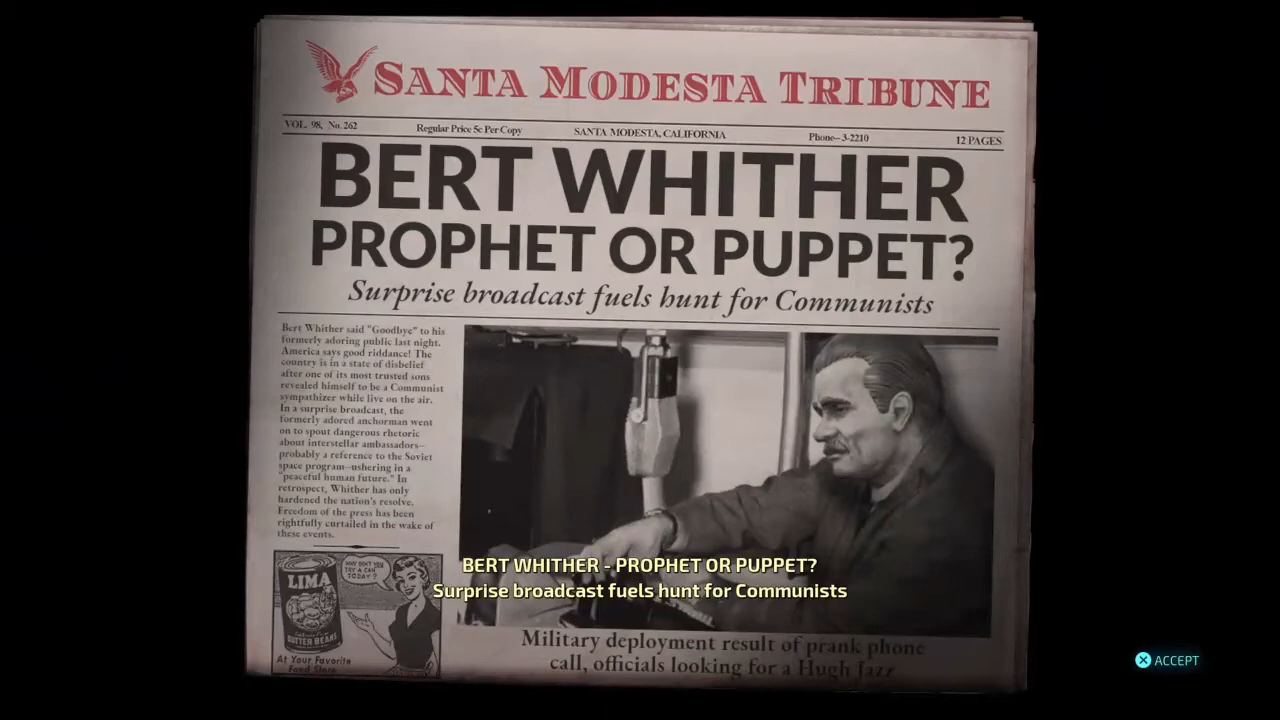 SANTA MODESTA TRIBUNE
VOL. 98, No. 262 Regular Price 5c Per Copy SANTA MODESTA, CALIFORNIA Phone—3-2210 12 PAGES
BERT WHITHER
PROPHET OR PUPPET?
Surprise broadcast fuels hunt for Communists
Bert Whither said "Goodbye" to his
formerly adoring public last night.
America says good riddance! The
country is in a state of disbelief
after one of its most trusted sons
revealed himself to be a Communist
sympathizer while live on the air.
In a surprise broadcast, the
formerly adored anchorman went
on to spout dangerous rhetoric
about interstellar ambassadors—
probably a reference to the Soviet
space program—ushering in a
"peaceful human future." In
retrospect, Whither has only
hardened the nation's resolve.
Freedom of the press has been
rightfully curtailed in the wake of
these events.
LIMA
BUTTER BEANS
WHY DON'T YOU
TRY A CAN
TODAY?
At Your Favorite
Food Store
BERT WHITHER - PROPHET OR PUPPET?
Surprise broadcast fuels hunt for Communists
Military deployment result of prank phone
call, officials looking for a Hugh Jazz
ACCEPT